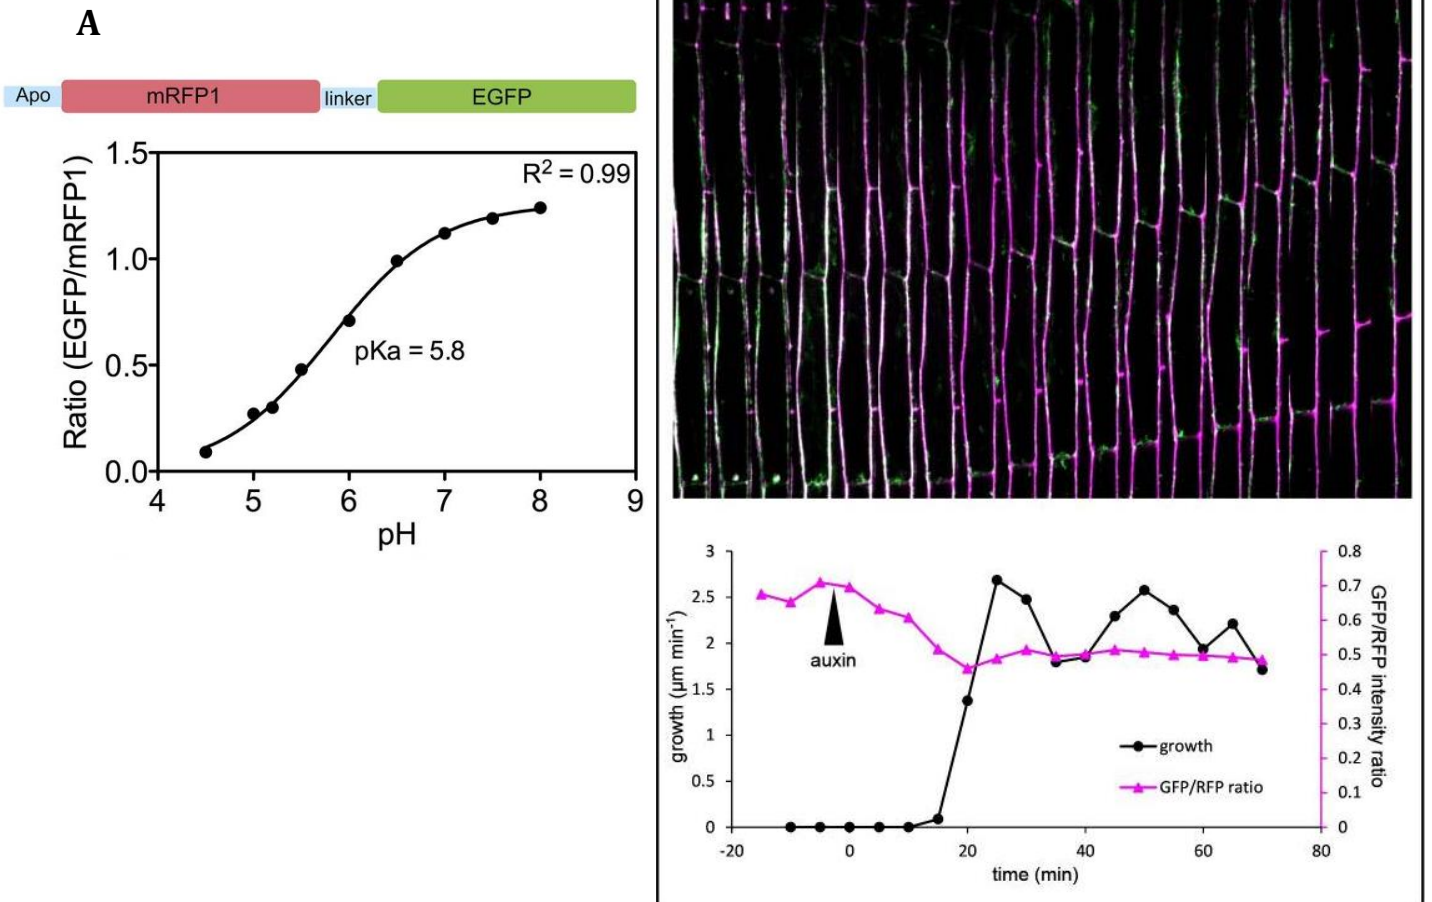 A
Apo mRFP1 linker EGFP
Ratio (EGFP/mRFP1)
1.5
1.0
0.5
0.0
R² = 0.99
pKa = 5.8
4 5 6 7 8 9
pH
growth (µm min⁻¹)
3
2.5
2
1.5
1
0.5
0
auxin
growth
GFP/RFP ratio
0.8
0.7
0.6
0.5
0.4
0.3
0.2
0.1
0
GFP/RFP intensity ratio
-20 0 20 40 60 80
time (min)